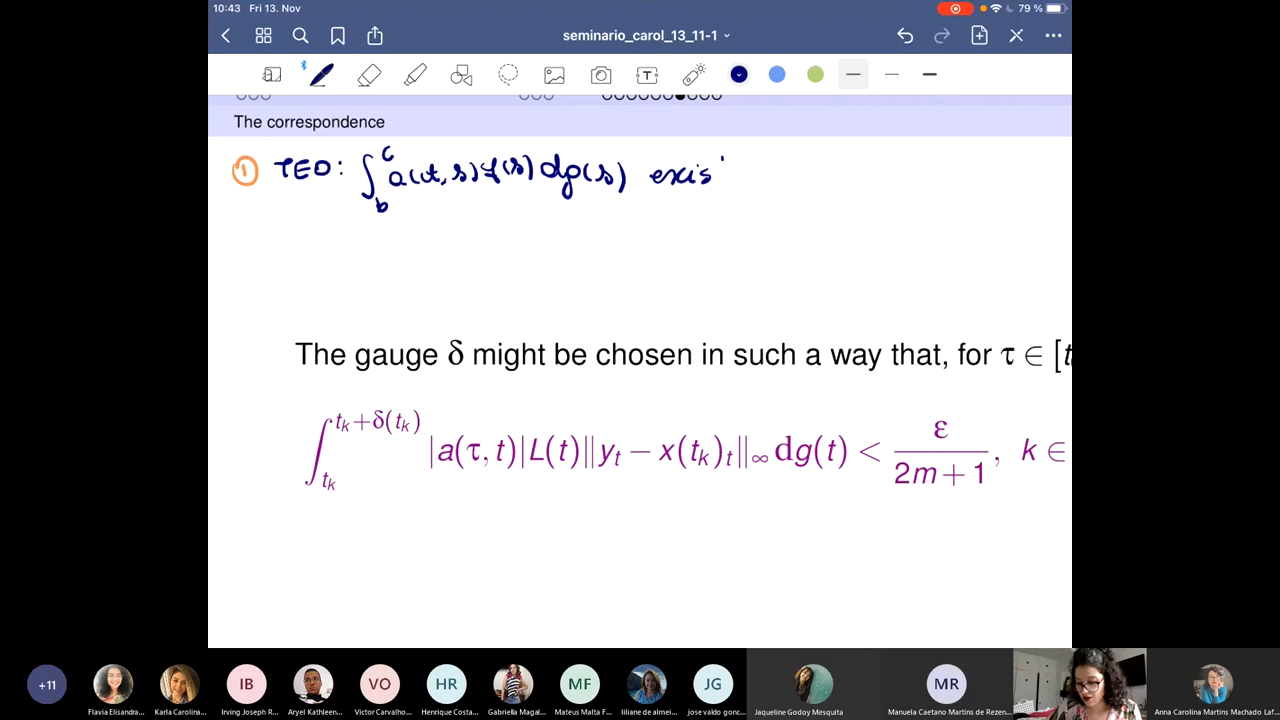 10:43 Fri 13. Nov
79 %
seminario_carol_13_11-1
T
The correspondence
① TEO: ∫_b^c a(t,s)f(s)dg(s) exis
The gauge δ might be chosen in such a way that, for τ ∈ [t
∫_{t_k}^{t_k+δ(t_k)} |a(τ,t)|L(t)‖y_t − x(t_k)_t‖_∞ dg(t) < ε/(2m+1), k ∈
+11
IB
VO
HR
MF
JG
MR
Flavia Elisandra...
Karla Carolina...
Irving Joseph R...
Aryel Kathleen...
Victor Carvalho...
Henrique Costa...
Gabriella Magal...
Mateus Malta F...
liliane de almei...
jose valdo gonc...
Jaqueline Godoy Mesquita
Manuela Caetano Martins de Rezen...
Anna Carolina Martins Machado Laf...